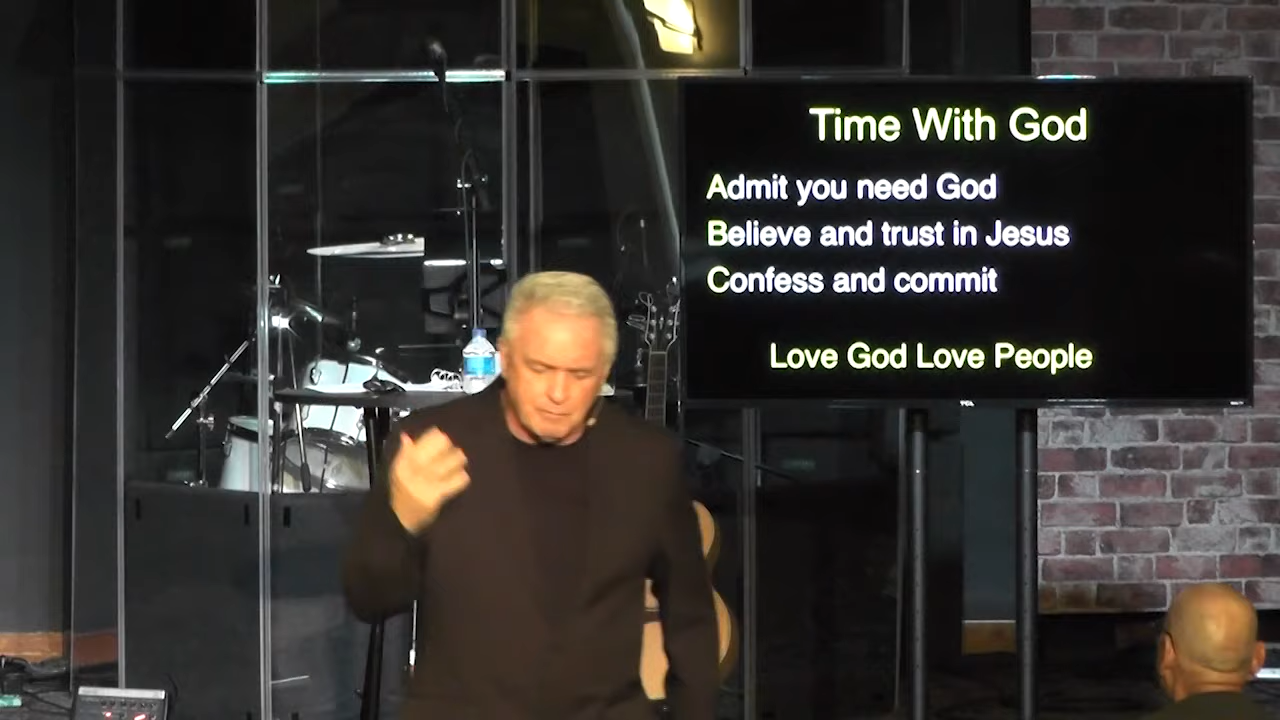 Time With God
Admit you need God
Believe and trust in Jesus
Confess and commit
Love God Love People